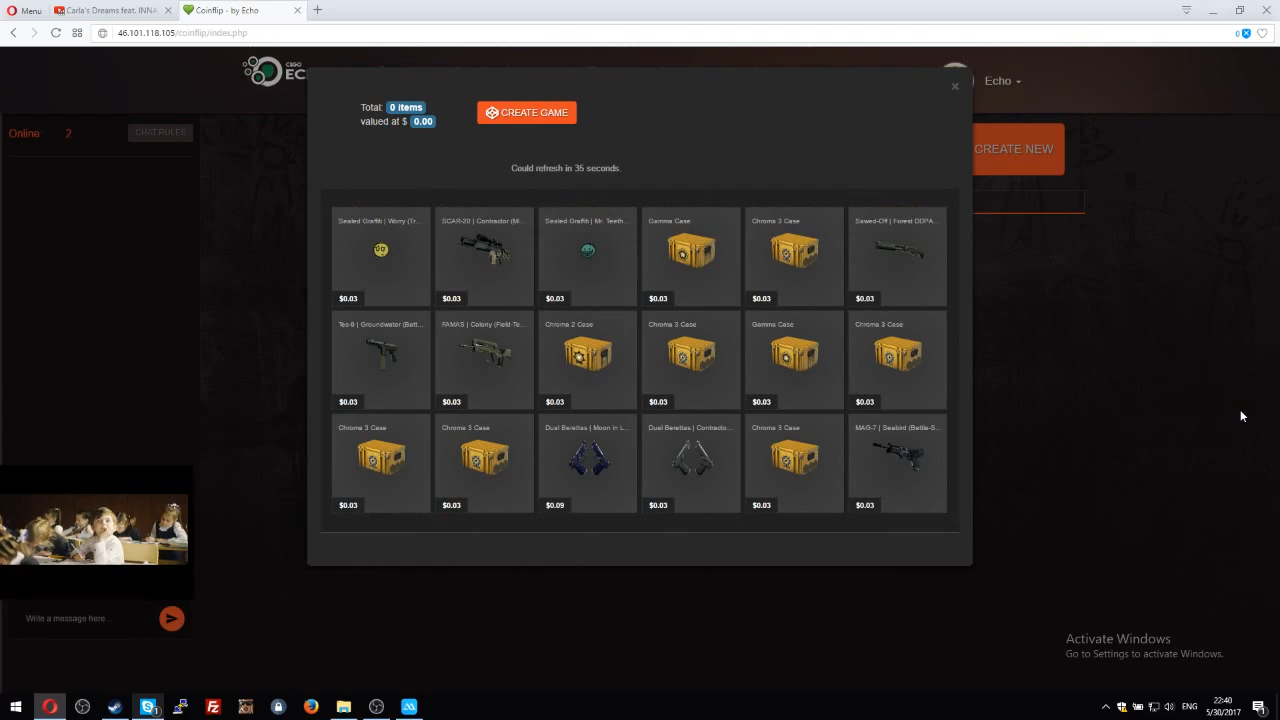 Menu
Carla's Dreams feat. INNA
Coinflip - by Echo
46.101.118.105/coinflip/index.php
0
CSGO
EC
Echo
Total: 0 items
valued at $ 0.00
CREATE GAME
Online: 2
CHAT RULES
CREATE NEW
Could refresh in 35 seconds.
Sealed Graffiti | Worry (Tr...
SCAR-20 | Contractor (Mi...
Sealed Graffiti | Mr. Teeth...
Gamma Case
Chroma 3 Case
Sawed-Off | Forest DDPA...
$0.03
$0.03
$0.03
$0.03
$0.03
$0.03
Tec-9 | Groundwater (Batt...
FAMAS | Colony (Field-Te...
Chroma 2 Case
Chroma 3 Case
Gamma Case
Chroma 3 Case
$0.03
$0.03
$0.03
$0.03
$0.03
$0.03
Chroma 3 Case
Chroma 3 Case
Dual Berettas | Moon in L...
Dual Berettas | Contracto...
Chroma 3 Case
MAG-7 | Seabird (Battle-S...
$0.03
$0.03
$0.09
$0.03
$0.03
$0.03
Write a message here..
Activate Windows
Go to Settings to activate Windows.
ENG
22:40
5/30/2017